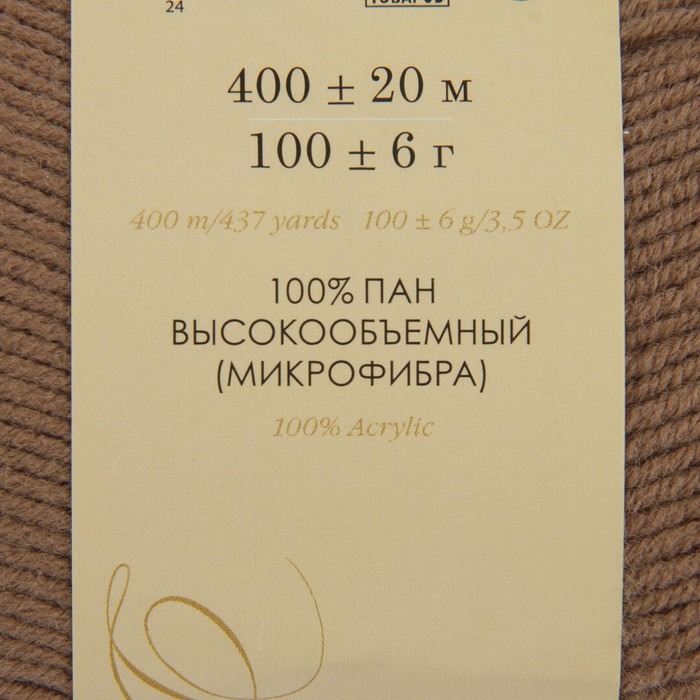 24
400 ± 20 м
100 ± 6 г
400 m/437 yards 100 ± 6 g/3,5 OZ
100% ПАН
ВЫСОКООБЪЕМНЫЙ
(МИКРОФИБРА)
100% Acrylic